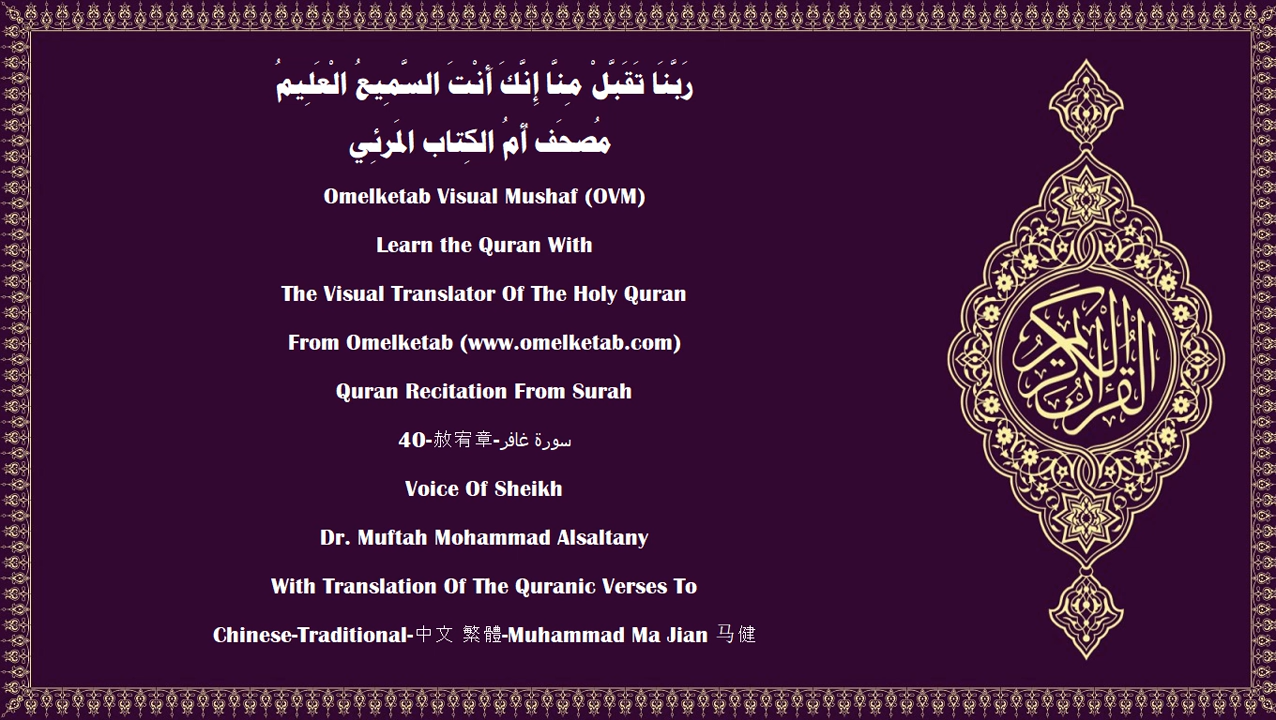 رَبَّنَا تَقَبَّلْ مِنَّا إِنَّكَ أَنْتَ السَّمِيعُ الْعَلِيمُ
مُصحَف أمُ الكِتاب المَرئِي
Omelketab Visual Mushaf (OVM)
Learn the Quran With
The Visual Translator Of The Holy Quran
From Omelketab (www.omelketab.com)
Quran Recitation From Surah
40-赦宥章-سورة غافر
Voice Of Sheikh
Dr. Muftah Mohammad Alsaltany
With Translation Of The Quranic Verses To
Chinese-Traditional-中文 繁體-Muhammad Ma Jian 马健
القرآن الكريم